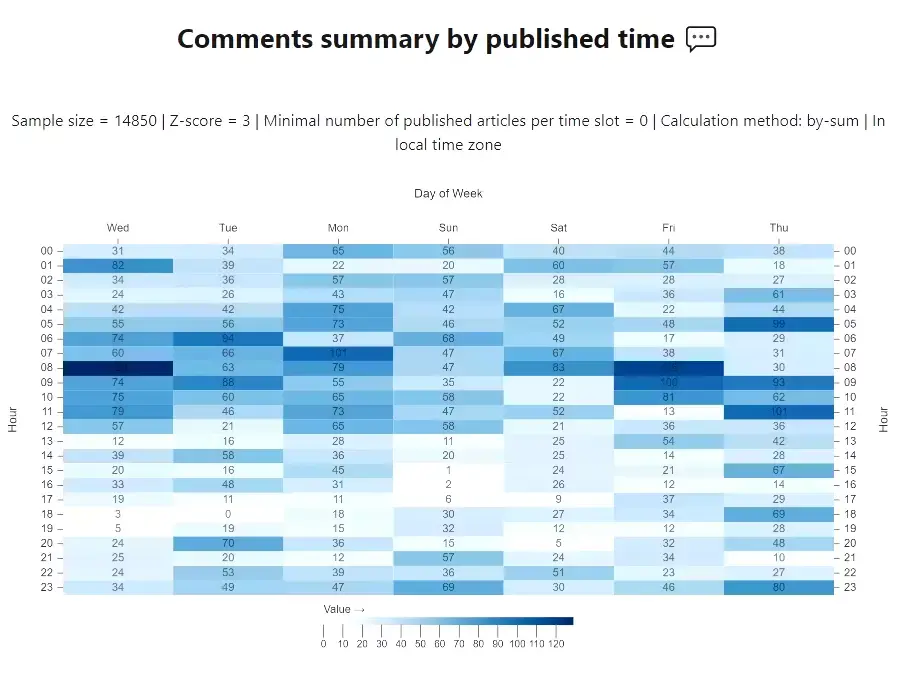 Comments summary by published time 💬
Sample size = 14850 | Z-score = 3 | Minimal number of published articles per time slot = 0 | Calculation method: by-sum | In
local time zone
Day of Week
Wed Tue Mon Sun Sat Fri Thu
00 31 34 65 56 40 44 38 00
01 82 39 22 20 60 57 18 01
02 34 36 57 57 28 28 27 02
03 24 26 43 47 16 36 61 03
04 42 42 75 42 67 22 44 04
05 55 56 73 46 52 48 99 05
06 74 94 37 68 49 17 29 06
07 60 66 101 47 67 38 31 07
08 63 79 47 83 30 08
09 74 88 55 35 22 100 93 09
10 75 60 65 58 22 81 62 10
11 79 46 73 47 52 13 101 11
12 57 21 65 58 21 36 36 12
13 12 16 28 11 25 54 42 13
14 39 58 36 20 25 14 28 14
15 20 16 45 1 24 21 67 15
16 33 48 31 2 26 12 14 16
17 19 11 11 6 9 37 29 17
18 3 0 18 30 27 34 69 18
19 5 19 15 32 12 12 28 19
20 24 70 36 15 5 32 48 20
21 25 20 12 57 24 34 10 21
22 24 53 39 36 51 23 27 22
23 34 49 47 69 30 46 80 23
Hour
Hour
Value →
0 10 20 30 40 50 60 70 80 90 100 110 120